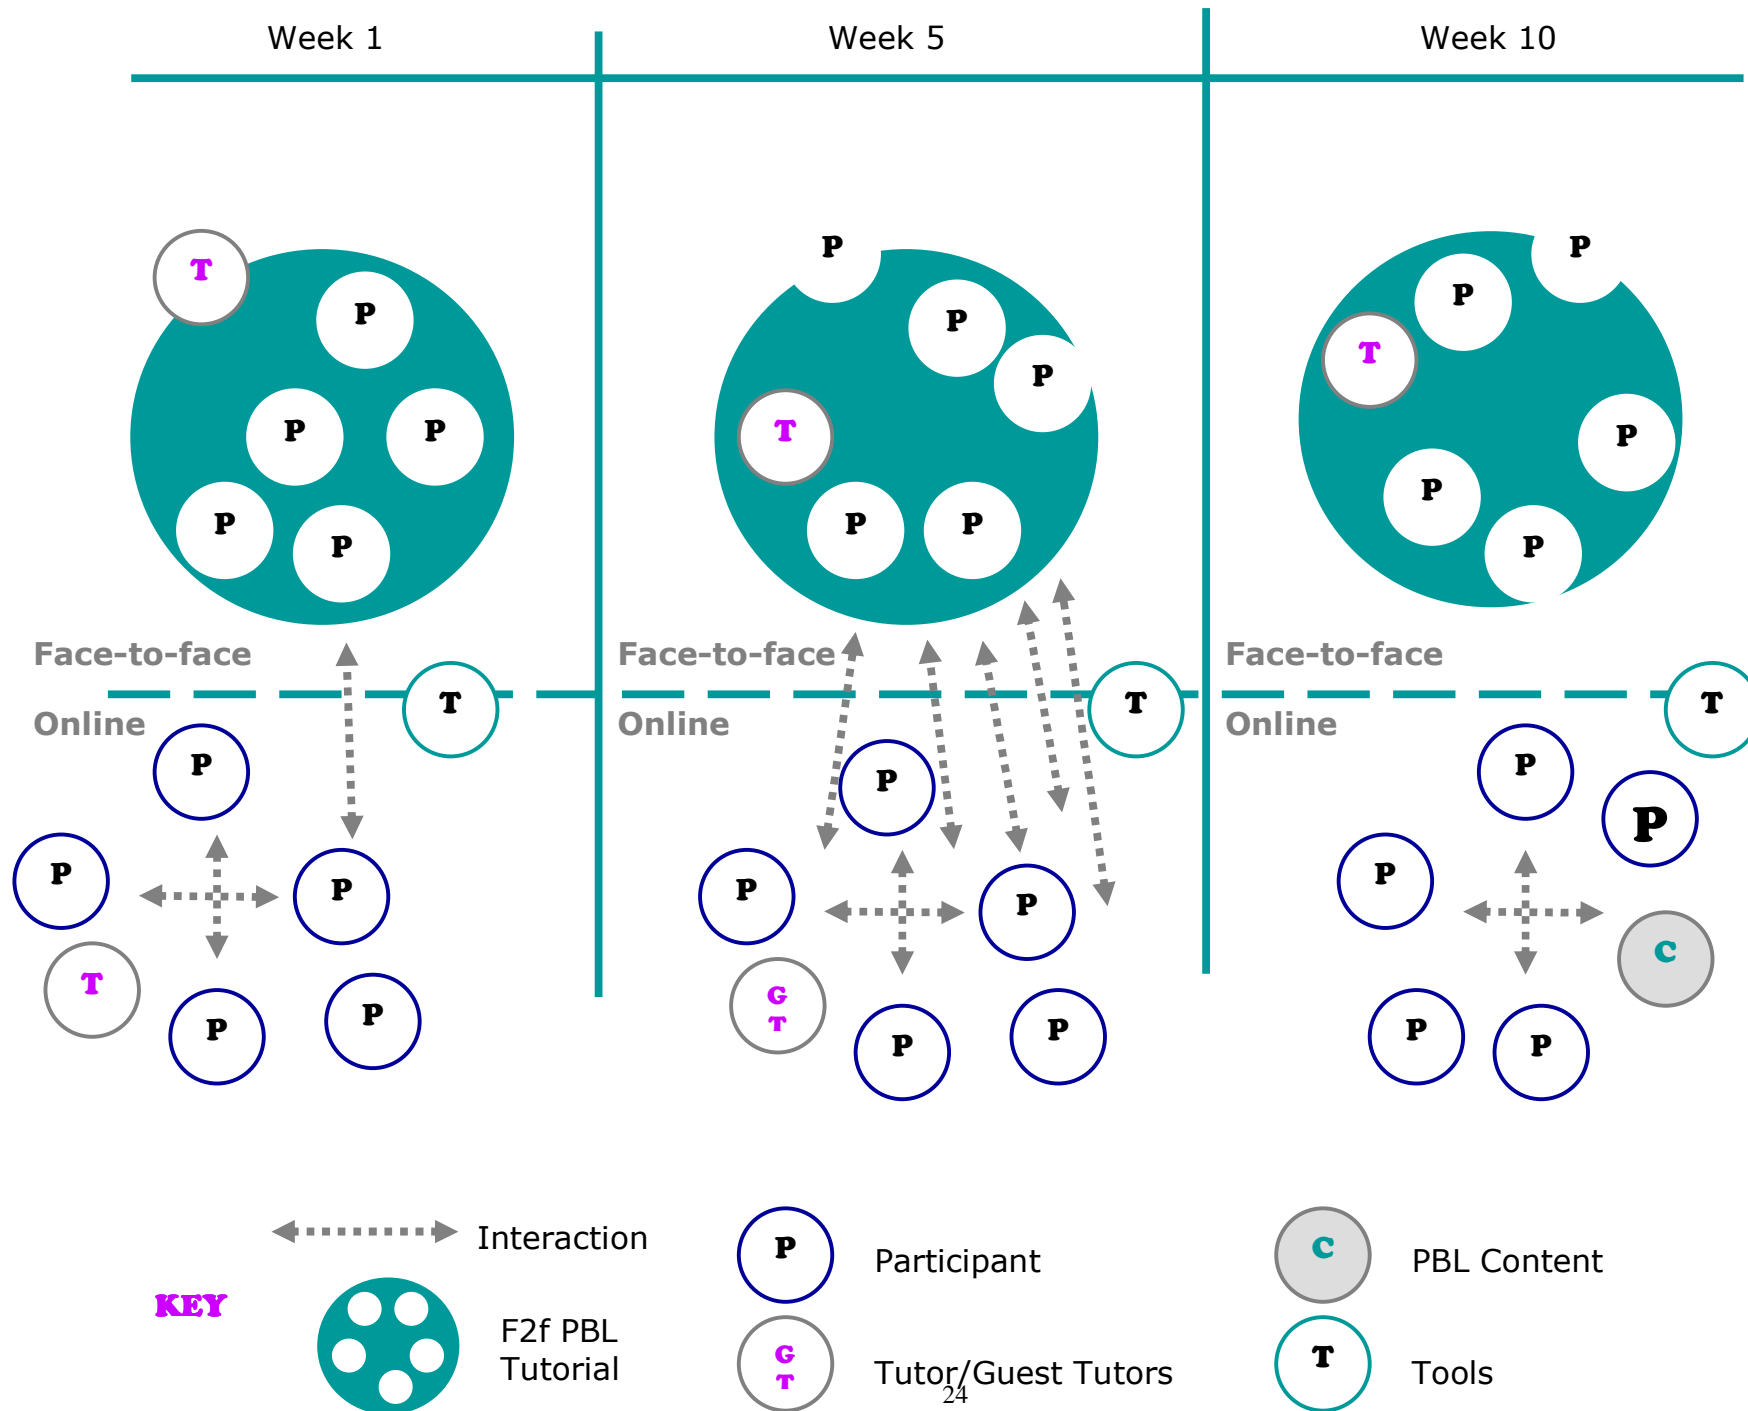 Week 1
Week 5
Week 10
T
P
P
P
P
P
P
P
P
T
P
P
P
P
T
P
P
P
Face-to-face
T
Online
P
P
P
T
P
P
Face-to-face
T
Online
P
P
P
G
T
P
P
Face-to-face
T
Online
P
P
P
C
P
P
KEY
Interaction
F2f PBL
Tutorial
P
Participant
G
T
Tutor/Guest Tutors
C
PBL Content
T
Tools
24